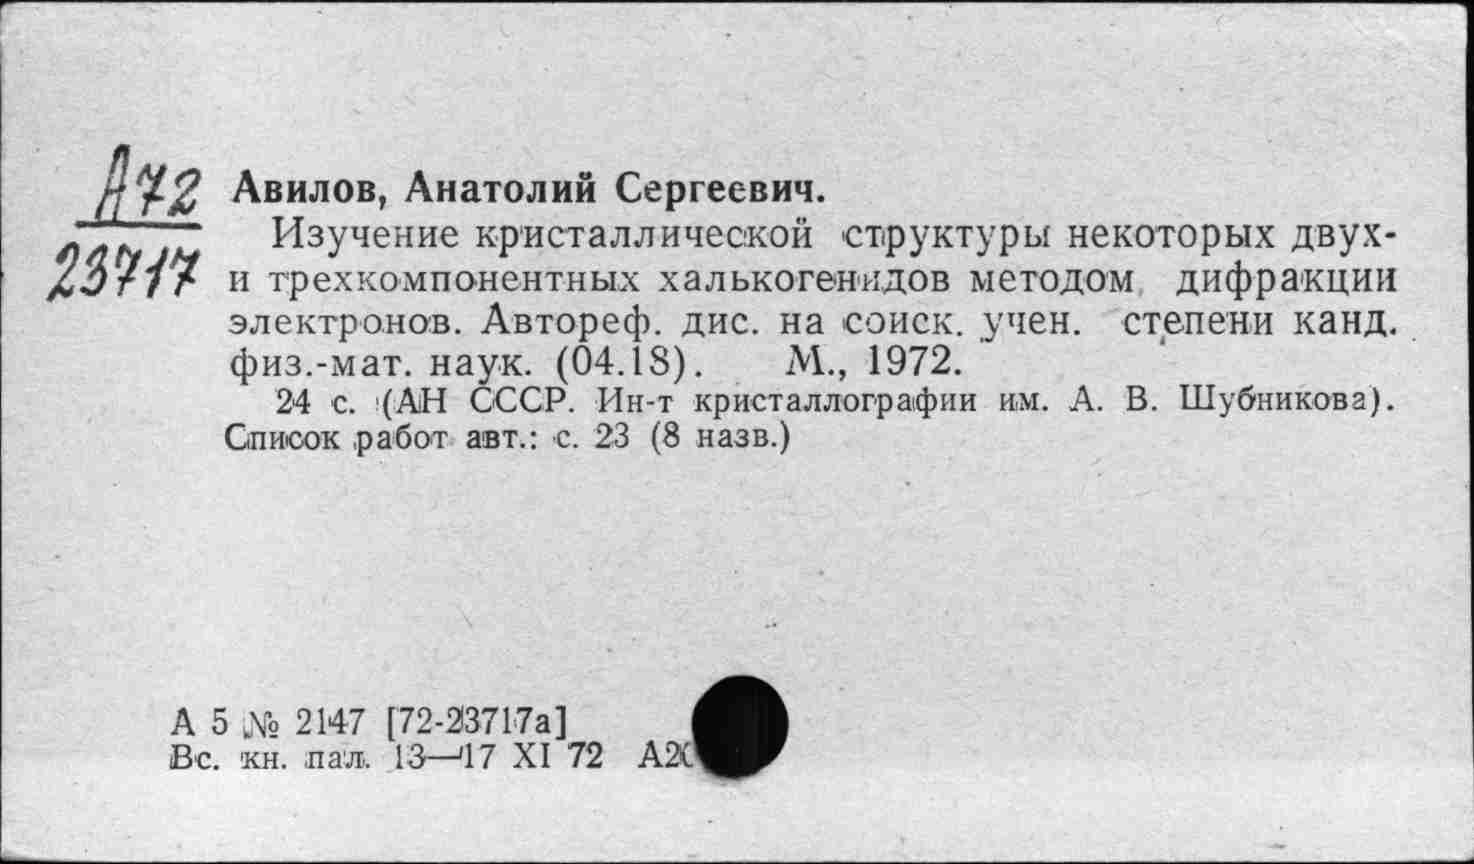 А72
23717
Авилов, Анатолий Сергеевич.
Изучение кристаллической структуры некоторых двух-
и трехкомпонентных халькогенидов методом дифракции
электронов. Автореф. дис. на соиск. учен. степени канд.
физ.-мат. наук. (04.18). М., 1972.
24 с. (АН СССР. Ин-т кристаллографии им. А. В. Шубникова).
Список работ авт.: с. 23 (8 назв.)
А 5 № 2147 [72-23717а]
Вс. кн. пал. 13—17 XI 72